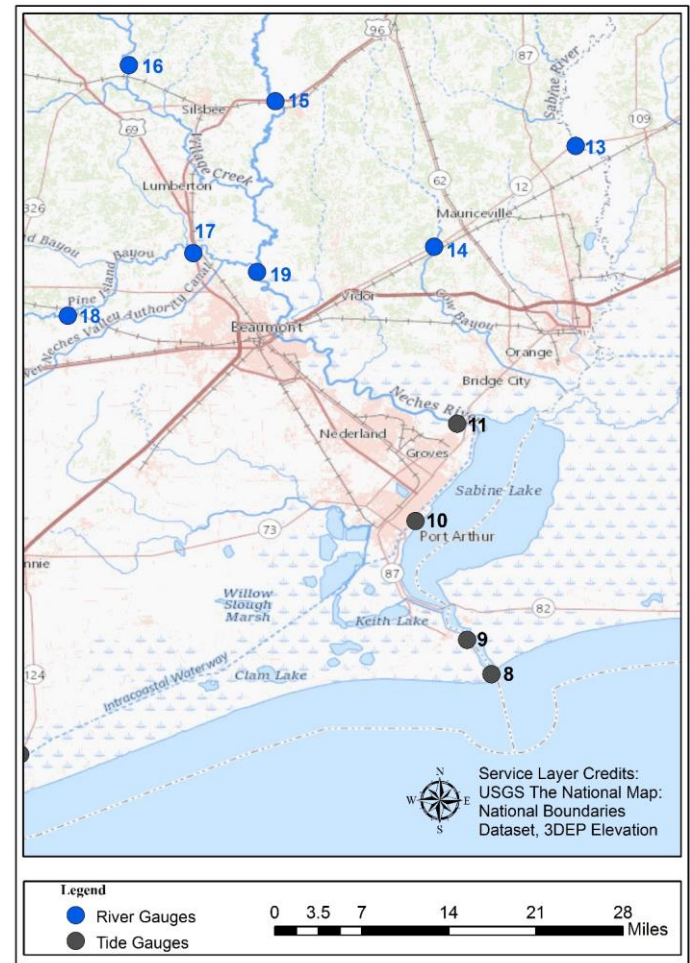 96
87
16
15
Silsbee
69
Sabine River
109
13
Village Creek
62
12
Lumberton
326
Mauriceville
17
14
Bayou
19
Pine Island Bayou
Neches Valley Authority Canal
18
Vidor
Cow Bayou
Beaumont
Orange
Bridge City
Neches River
11
Nederland
Groves
Sabine Lake
10
73
Port Arthur
nnie
87
Willow
Slough
Marsh
82
Keith Lake
9
124
Clam Lake
8
Intracoastal Waterway
N
W E
S
Service Layer Credits:
USGS The National Map:
National Boundaries
Dataset, 3DEP Elevation
Legend
River Gauges
Tide Gauges
0 3.5 7 14 21 28
Miles